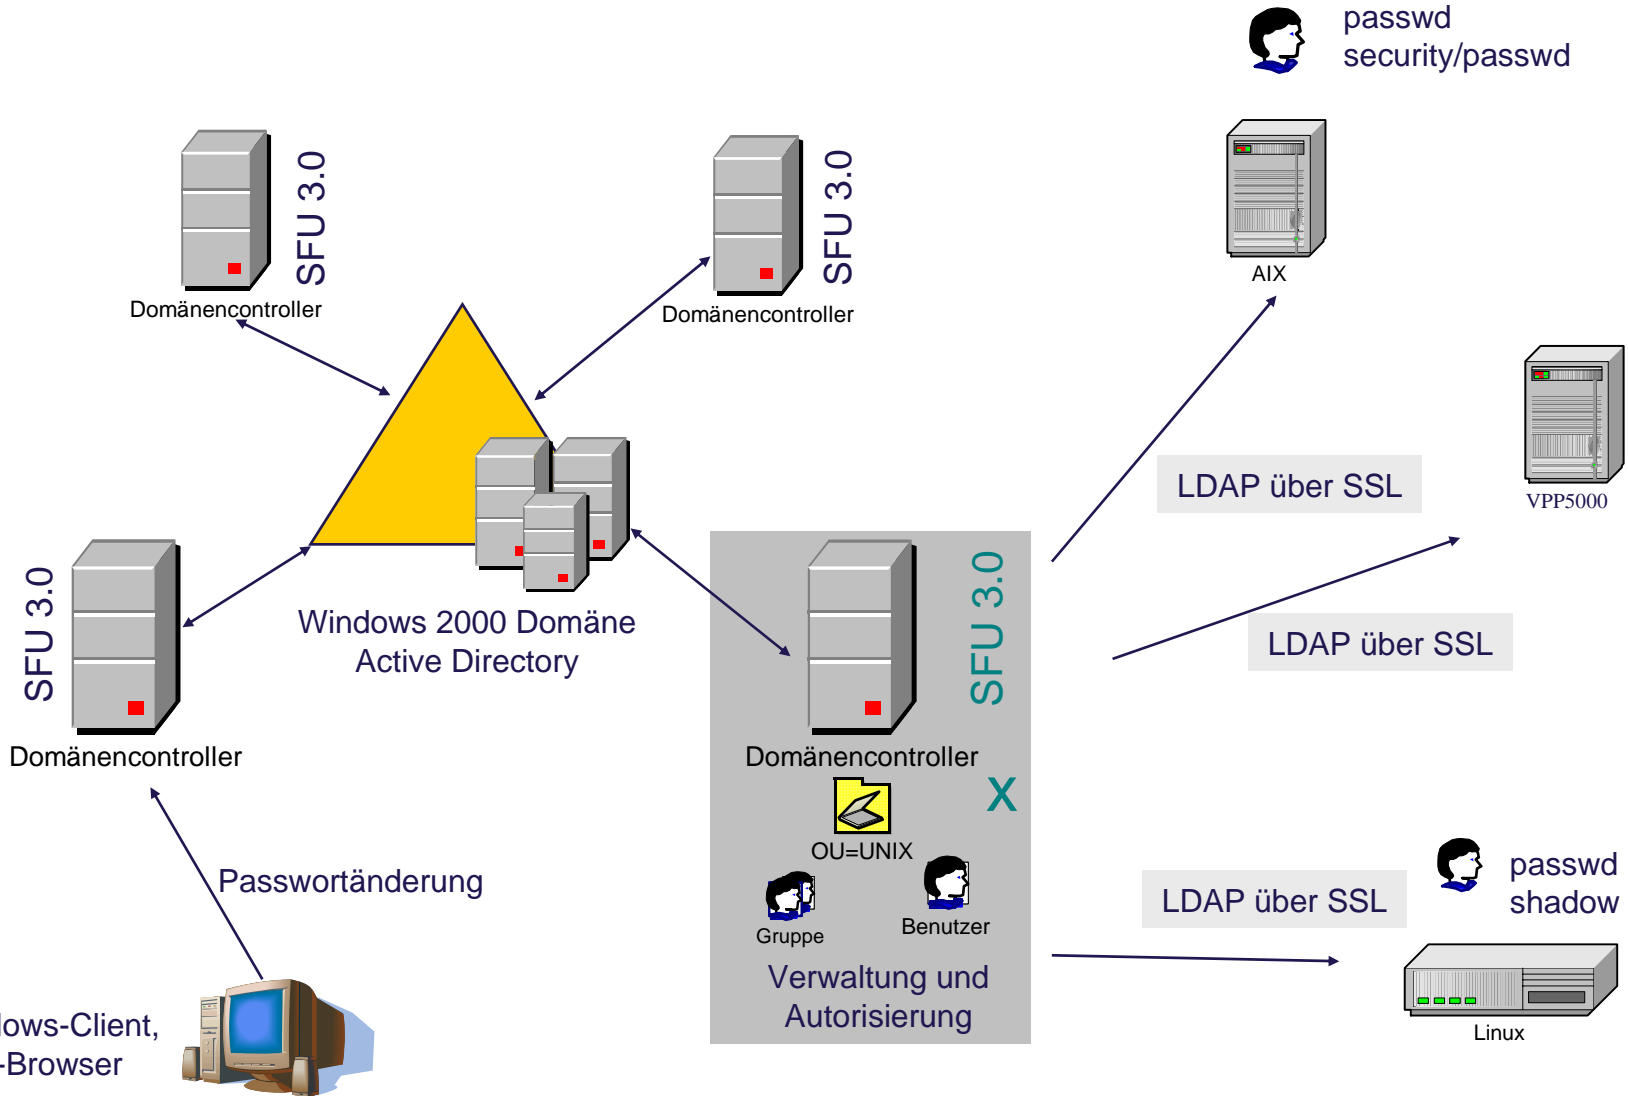 passwd
security/passwd
SFU 3.0
SFU 3.0
AIX
Domänencontroller
Domänencontroller
LDAP über SSL
VPP5000
SFU 3.0
SFU 3.0
Windows 2000 Domäne
Active Directory
LDAP über SSL
Domänencontroller
Domänencontroller
X
OU=UNIX
Passwortänderung
Gruppe
Benutzer
LDAP über SSL
passwd
shadow
Verwaltung und
Autorisierung
lows-Client,
-Browser
Linux